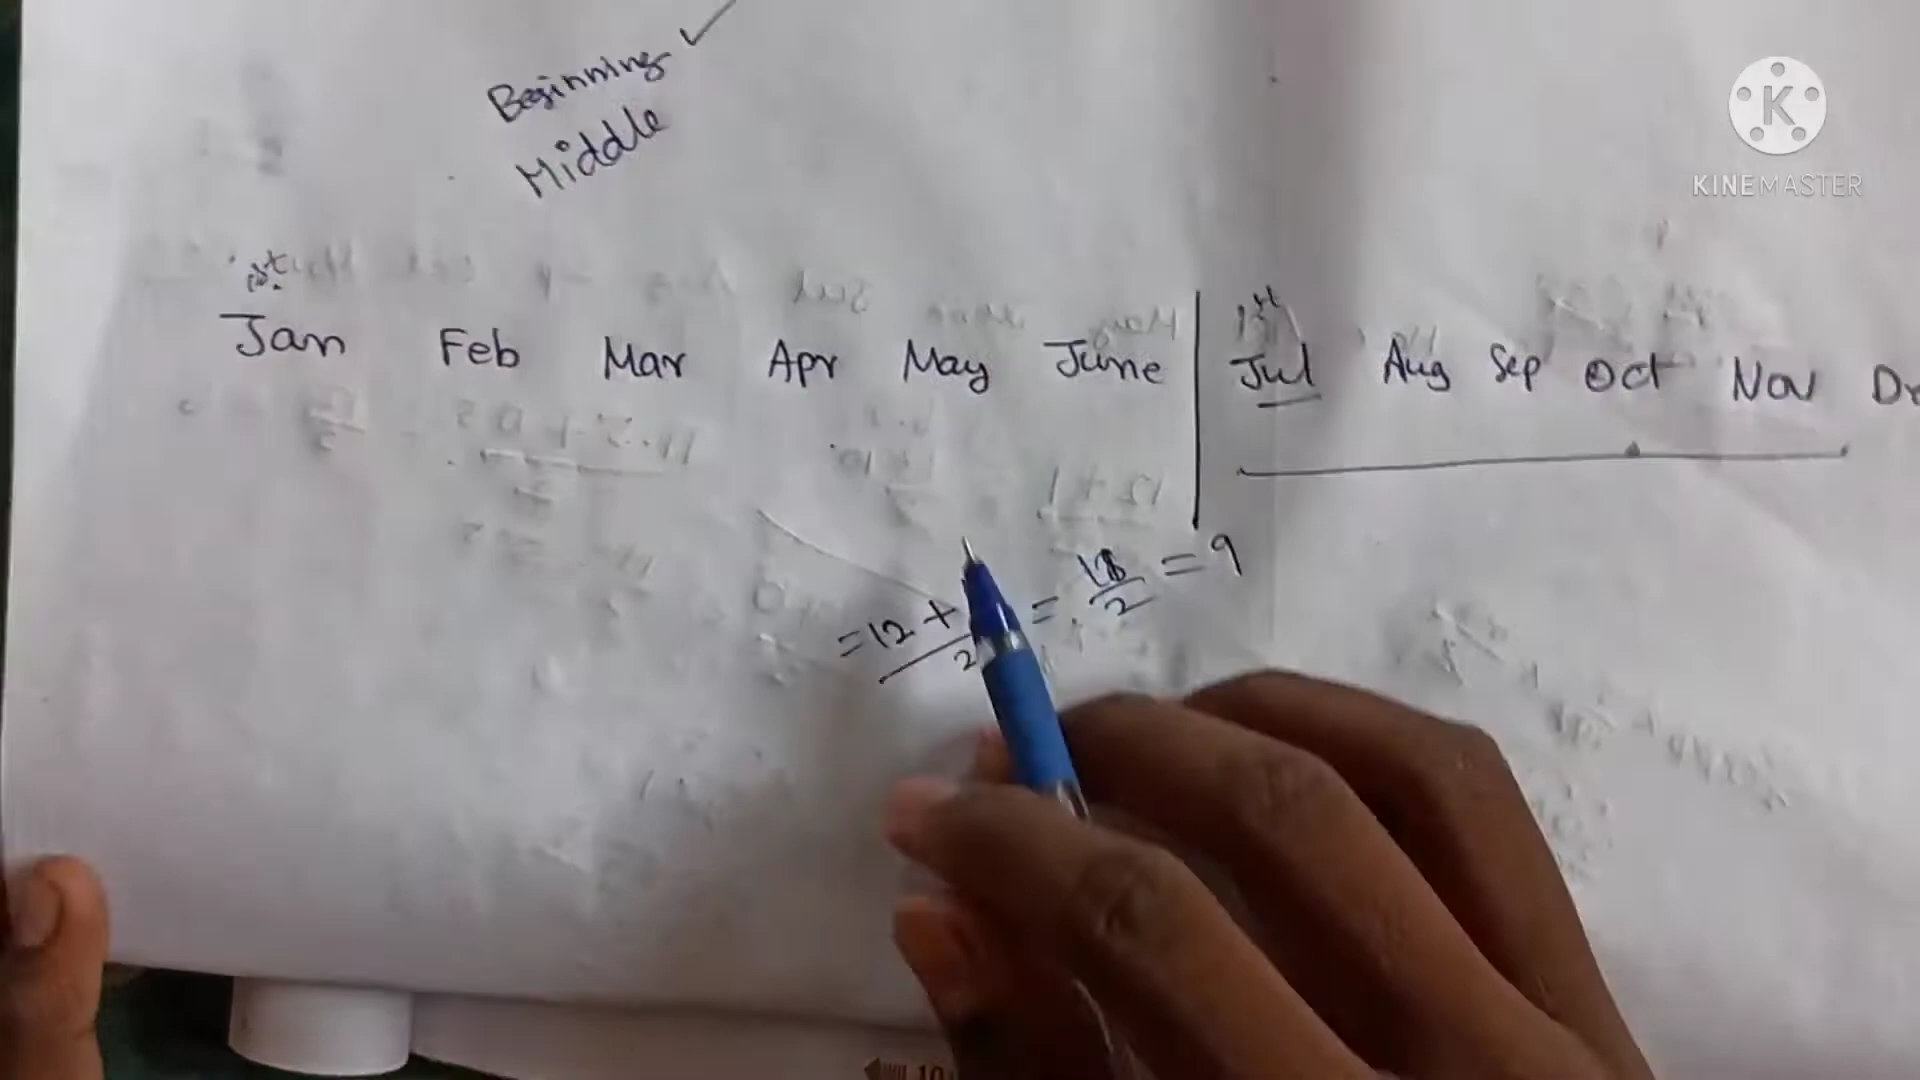 Beginning ✓
Middle
K
KINEMASTER
1st 1st
Jan Feb Mar Apr May June Jul Aug Sep Oct Nov
= 12 +
2
= 18/2 = 9
10